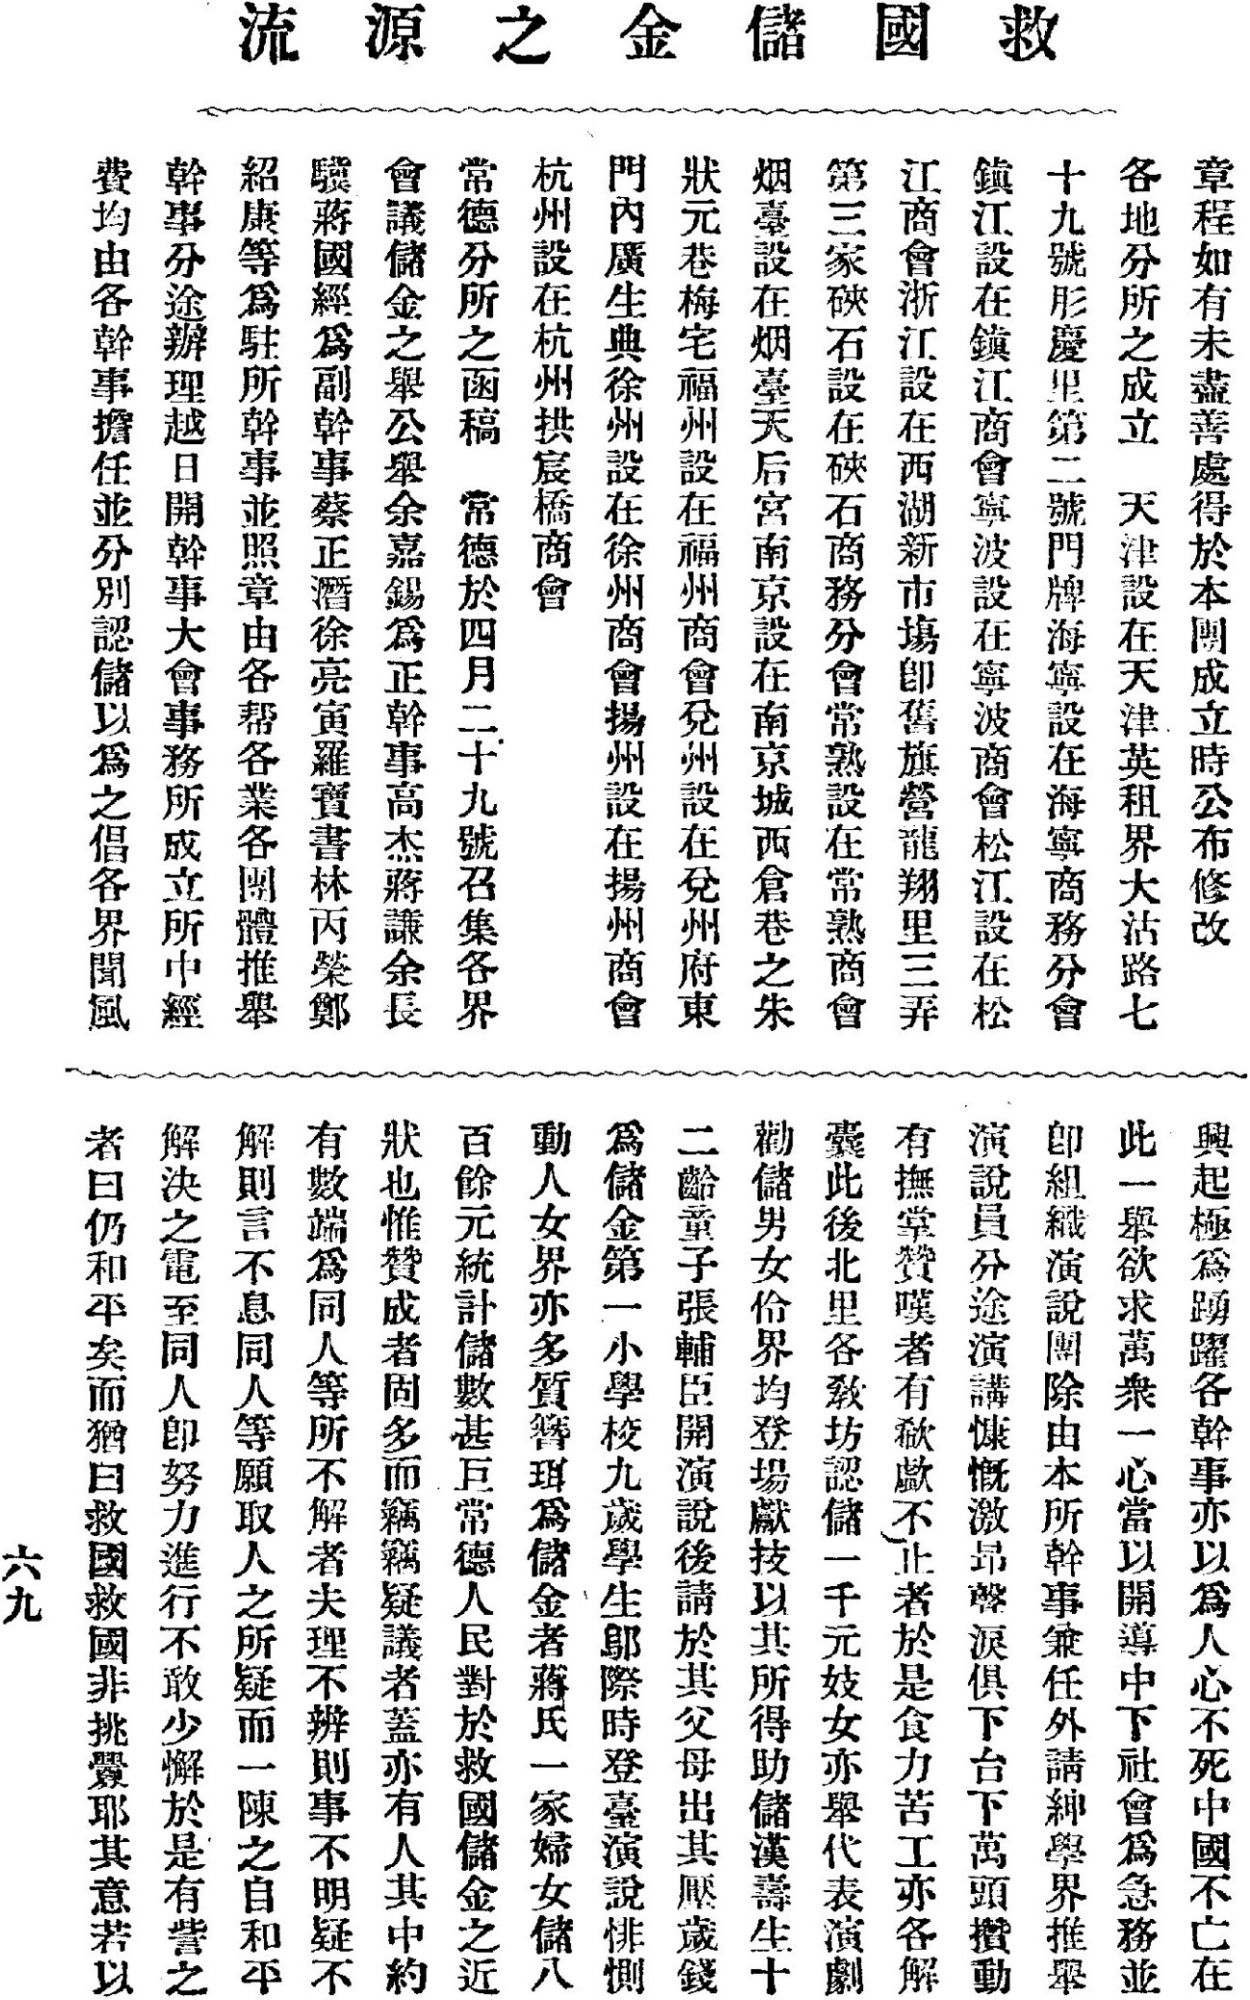 救國儲金之源流
章程如有未盡善處得於本團成立時公布修改
各地分所之成立　天津設在天津英租界大沽路七
十九號彤慶里第二號門牌海寧設在海寧商務分會
鎮江設在鎮江商會寧波設在寧波商會松江設在松
江商會浙江設在西湖新市場卽舊旗營龍翔里三弄
第三家硤石設在硤石商務分會常熟設在常熟商會
烟臺設在烟臺天后宮南京設在南京城西倉巷之朱
狀元巷梅宅福州設在福州商會兗州設在兗州府東
門內廣生典徐州設在徐州商會揚州設在揚州商會
杭州設在杭州拱宸橋商會
常德分所之函稿　常德於四月二十九號召集各界
會議儲金之舉公舉余嘉錫爲正幹事高杰蔣謙余長
驥蔣國經爲副幹事蔡正潛徐亮寅羅寶書林丙榮鄭
紹康等爲駐所幹事並照章由各帮各業各團體推舉
幹事分途辦理越日開幹事大會事務所成立所中經
費均由各幹事擔任並分別認儲以爲之倡各界聞風
興起極爲踴躍各幹事亦以爲人心不死中國不亡在
此一舉欲求萬衆一心當以開導中下社會爲急務並
卽組織演說團除由本所幹事兼任外請紳學界推舉
演說員分途演講慷慨激昂聲淚俱下台下萬頭攢動
有撫掌贊嘆者有欷歔不止者於是食力苦工亦各解
囊此後北里各教坊認儲一千元妓女亦舉代表演劇
勸儲男女伶界均登場獻技以其所得助儲漢壽生十
二齡童子張輔臣開演說後請於其父母出其壓歲錢
爲儲金第一小學校九歲學生鄔際時登臺演說悱惻
動人女界亦多質簪珥爲儲金者蔣氏一家婦女儲八
百餘元統計儲數甚巨常德人民對於救國儲金之近
狀也惟贊成者固多而竊竊疑議者蓋亦有人其中約
有數端爲同人等所不解者夫理不辨則事不明疑不
解則言不息同人等願取人之所疑而一陳之自和平
解決之電至同人卽努力進行不敢少懈於是有訾之
者曰仍和平矣而猶曰救國救國非挑釁耶其意若以
六九